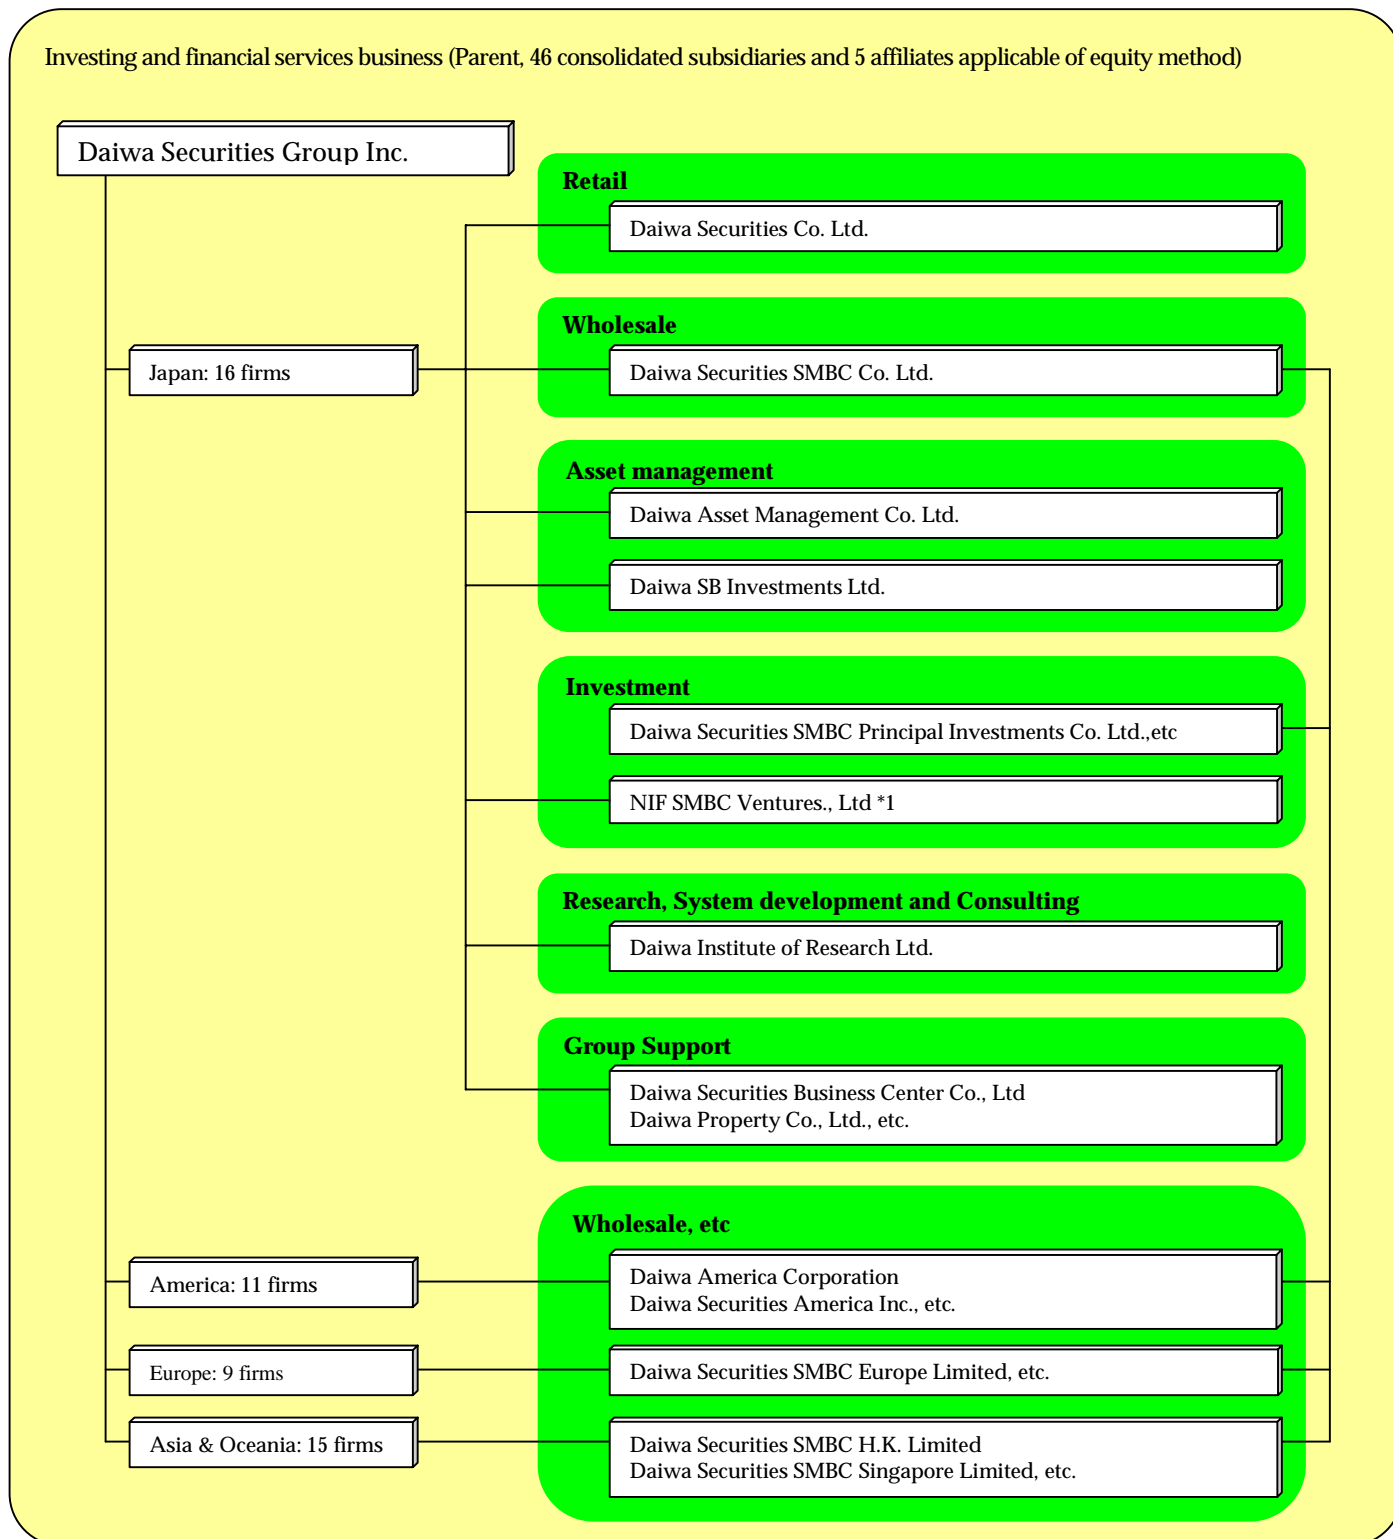 Investing and financial services business (Parent, 46 consolidated subsidiaries and 5 affiliates applicable of equity method)
Daiwa Securities Group Inc.
Retail
Daiwa Securities Co. Ltd.
Wholesale
Japan: 16 firms
Daiwa Securities SMBC Co. Ltd.
Asset management
Daiwa Asset Management Co. Ltd.
Daiwa SB Investments Ltd.
Investment
Daiwa Securities SMBC Principal Investments Co. Ltd.,etc
NIF SMBC Ventures., Ltd *1
Research, System development and Consulting
Daiwa Institute of Research Ltd.
Group Support
Daiwa Securities Business Center Co., Ltd
Daiwa Property Co., Ltd., etc.
Wholesale, etc
America: 11 firms
Daiwa America Corporation
Daiwa Securities America Inc., etc.
Europe: 9 firms
Daiwa Securities SMBC Europe Limited, etc.
Asia & Oceania: 15 firms
Daiwa Securities SMBC H.K. Limited
Daiwa Securities SMBC Singapore Limited, etc.